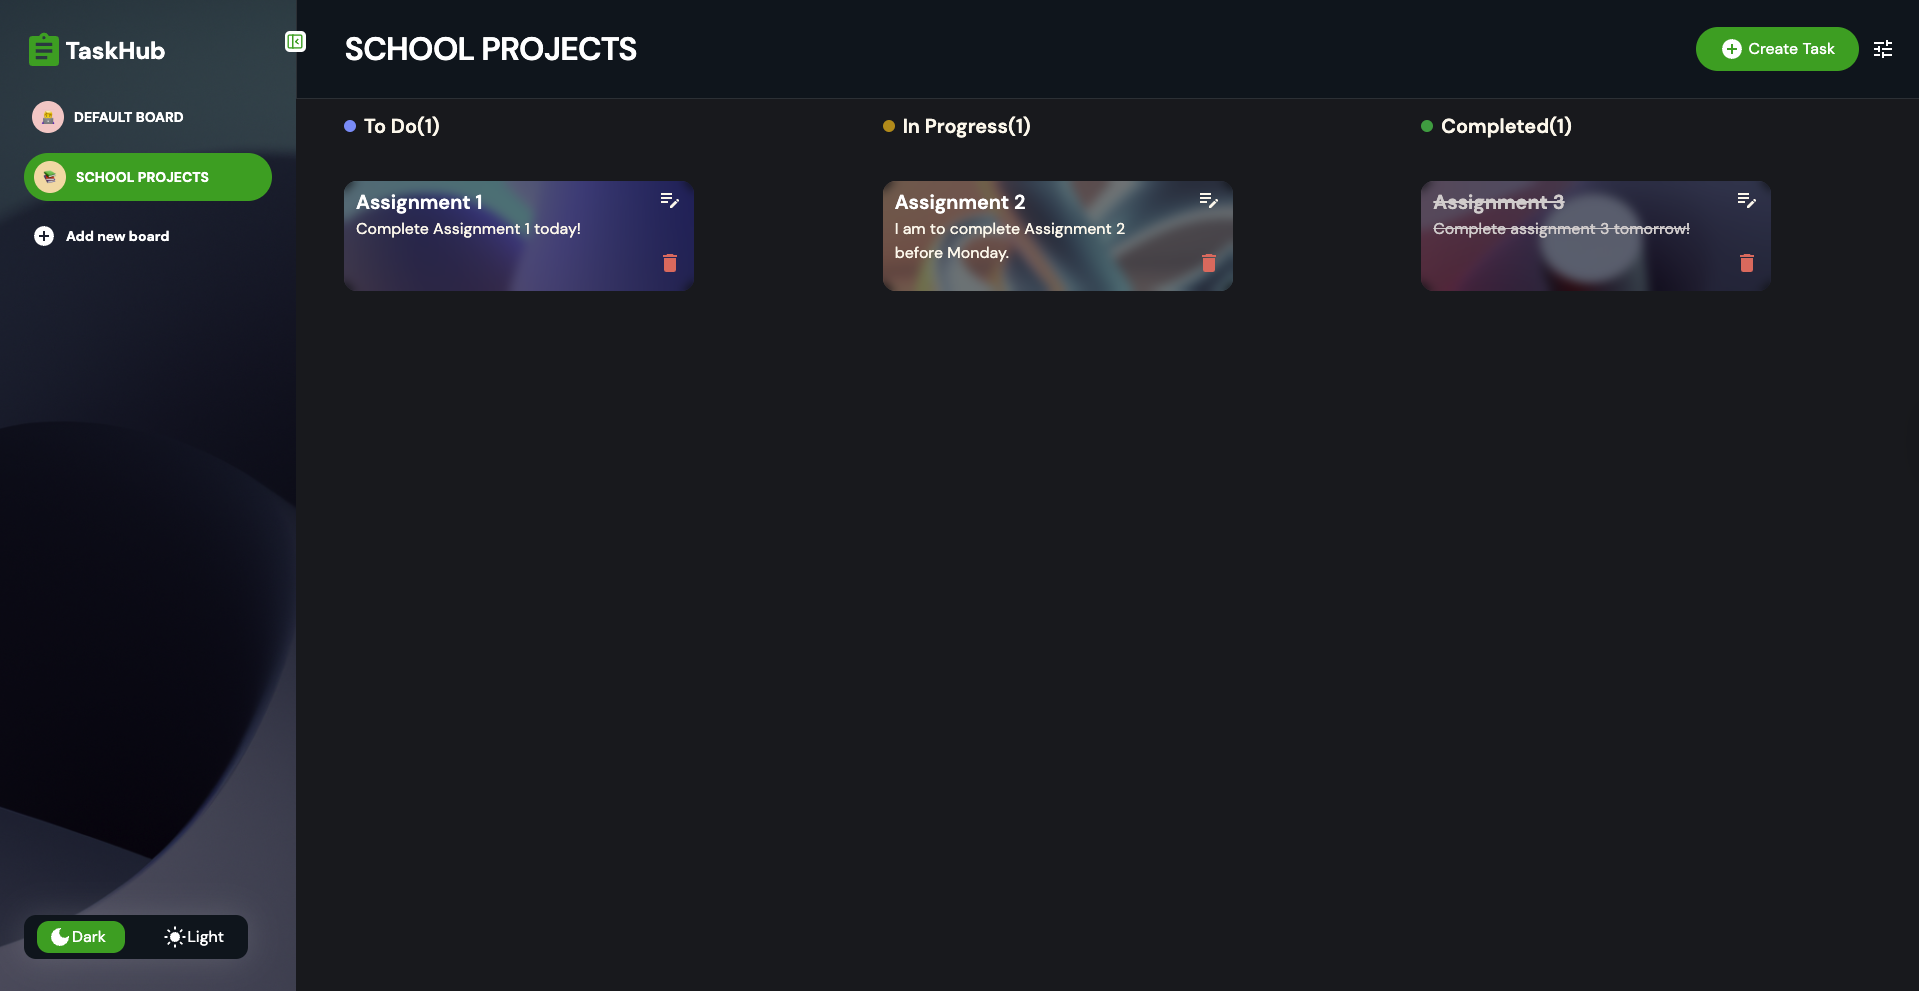 TaskHub
DEFAULT BOARD
SCHOOL PROJECTS
Add new board
Dark
Light
SCHOOL PROJECTS
Create Task
To Do(1)
Assignment 1
Complete Assignment 1 today!
In Progress(1)
Assignment 2
I am to complete Assignment 2
before Monday.
Completed(1)
Assignment 3
Complete assignment 3 tomorrow!